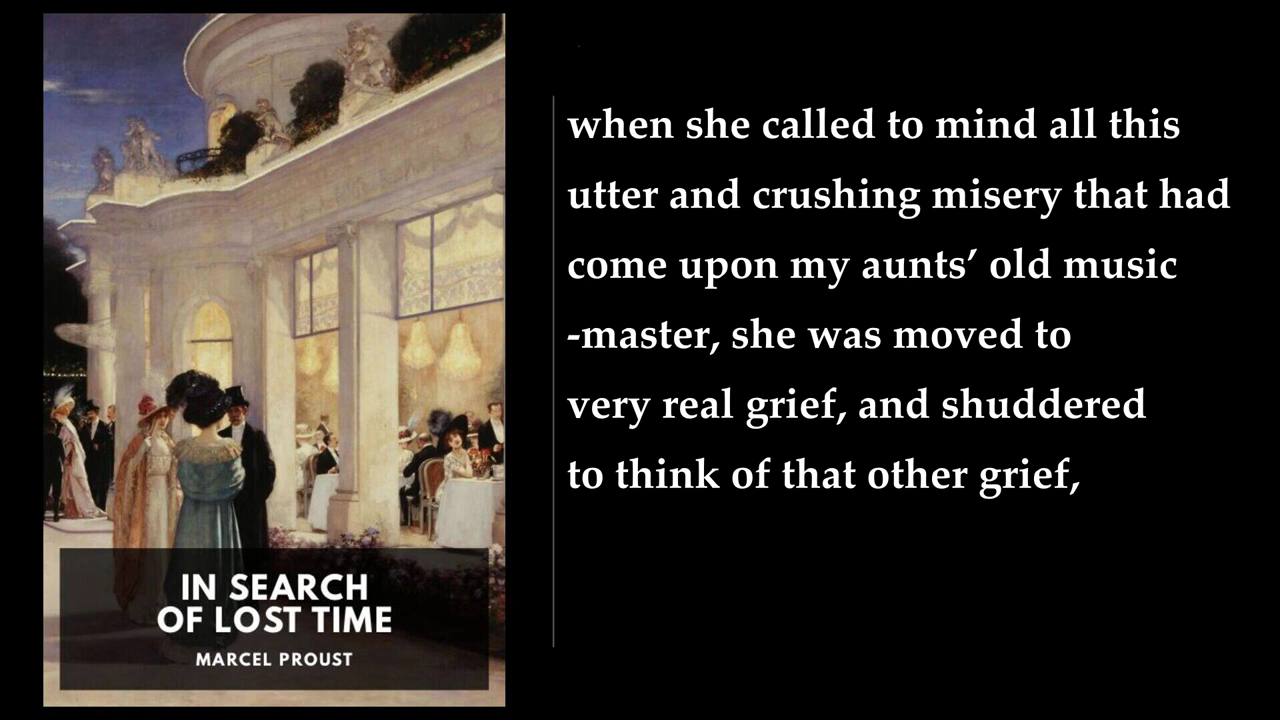 when she called to mind all this
utter and crushing misery that had
come upon my aunts’ old music
-master, she was moved to
very real grief, and shuddered
to think of that other grief,
IN SEARCH
OF LOST TIME
MARCEL PROUST